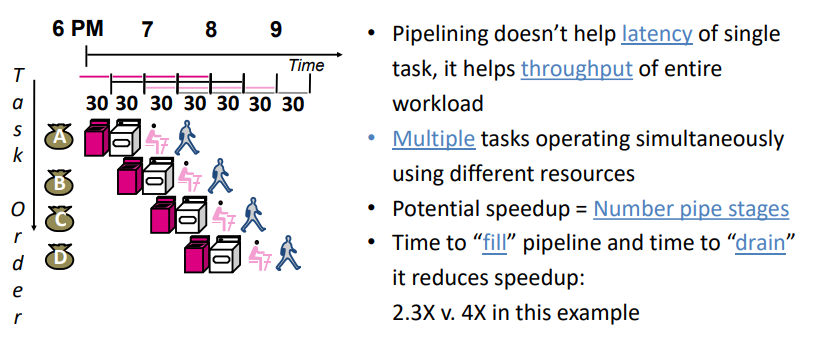 6 PM 7 8 9
Time
30 30 30 30 30 30 30
Task Order
A
B
C
D
• Pipelining doesn’t help latency of single
task, it helps throughput of entire
workload
• Multiple tasks operating simultaneously
using different resources
• Potential speedup = Number pipe stages
• Time to “fill” pipeline and time to “drain”
it reduces speedup:
2.3X v. 4X in this example